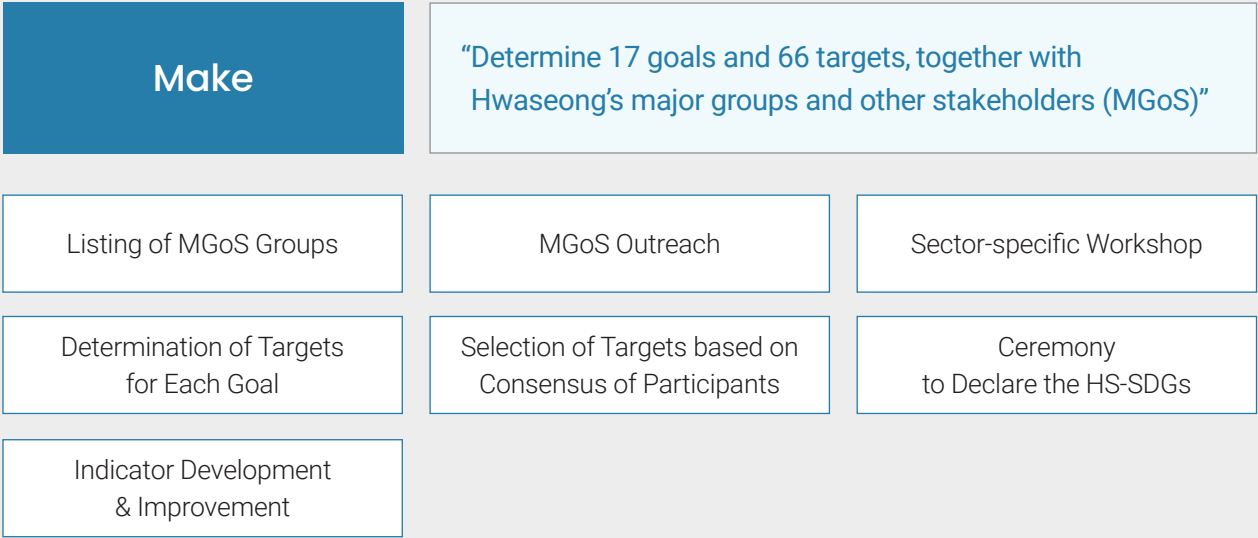 Make
“Determine 17 goals and 66 targets, together with
Hwaseong’s major groups and other stakeholders (MGoS)”
Listing of MGoS Groups
MGoS Outreach
Sector-specific Workshop
Determination of Targets
for Each Goal
Selection of Targets based on
Consensus of Participants
Ceremony
to Declare the HS-SDGs
Indicator Development
& Improvement